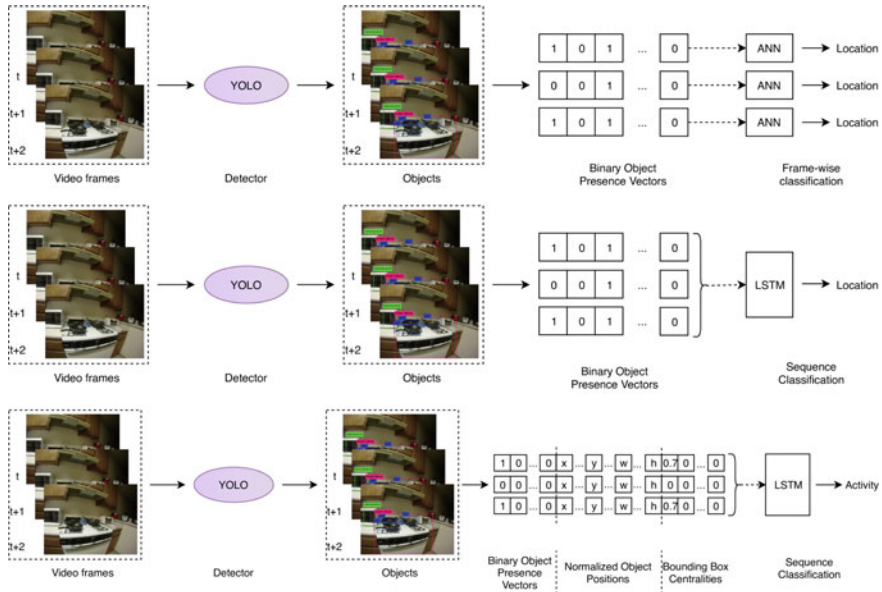 t
t+1
t+2
Video frames
YOLO
Detector
t
t+1
t+2
Objects
1 0 1 ... 0
0 0 1 ... 0
1 0 1 ... 0
Binary Object
Presence Vectors
ANN
ANN
ANN
Frame-wise
classification
Location
Location
Location
t
t+1
t+2
Video frames
YOLO
Detector
t
t+1
t+2
Objects
1 0 1 ... 0
0 0 1 ... 0
1 0 1 ... 0
Binary Object
Presence Vectors
LSTM
Sequence
Classification
Location
t
t+1
t+2
Video frames
YOLO
Detector
t
t+1
t+2
Objects
1 0 ... 0 x ... y ... w ... h 0.7 0 ... 0
0 0 ... 0 x ... y ... w ... h 0 0 ... 0
1 0 ... 0 x ... y ... w ... h 0.7 0 ... 0
Binary Object
Presence
Vectors
Normalized Object
Positions
Bounding Box
Centralities
LSTM
Sequence
Classification
Activity